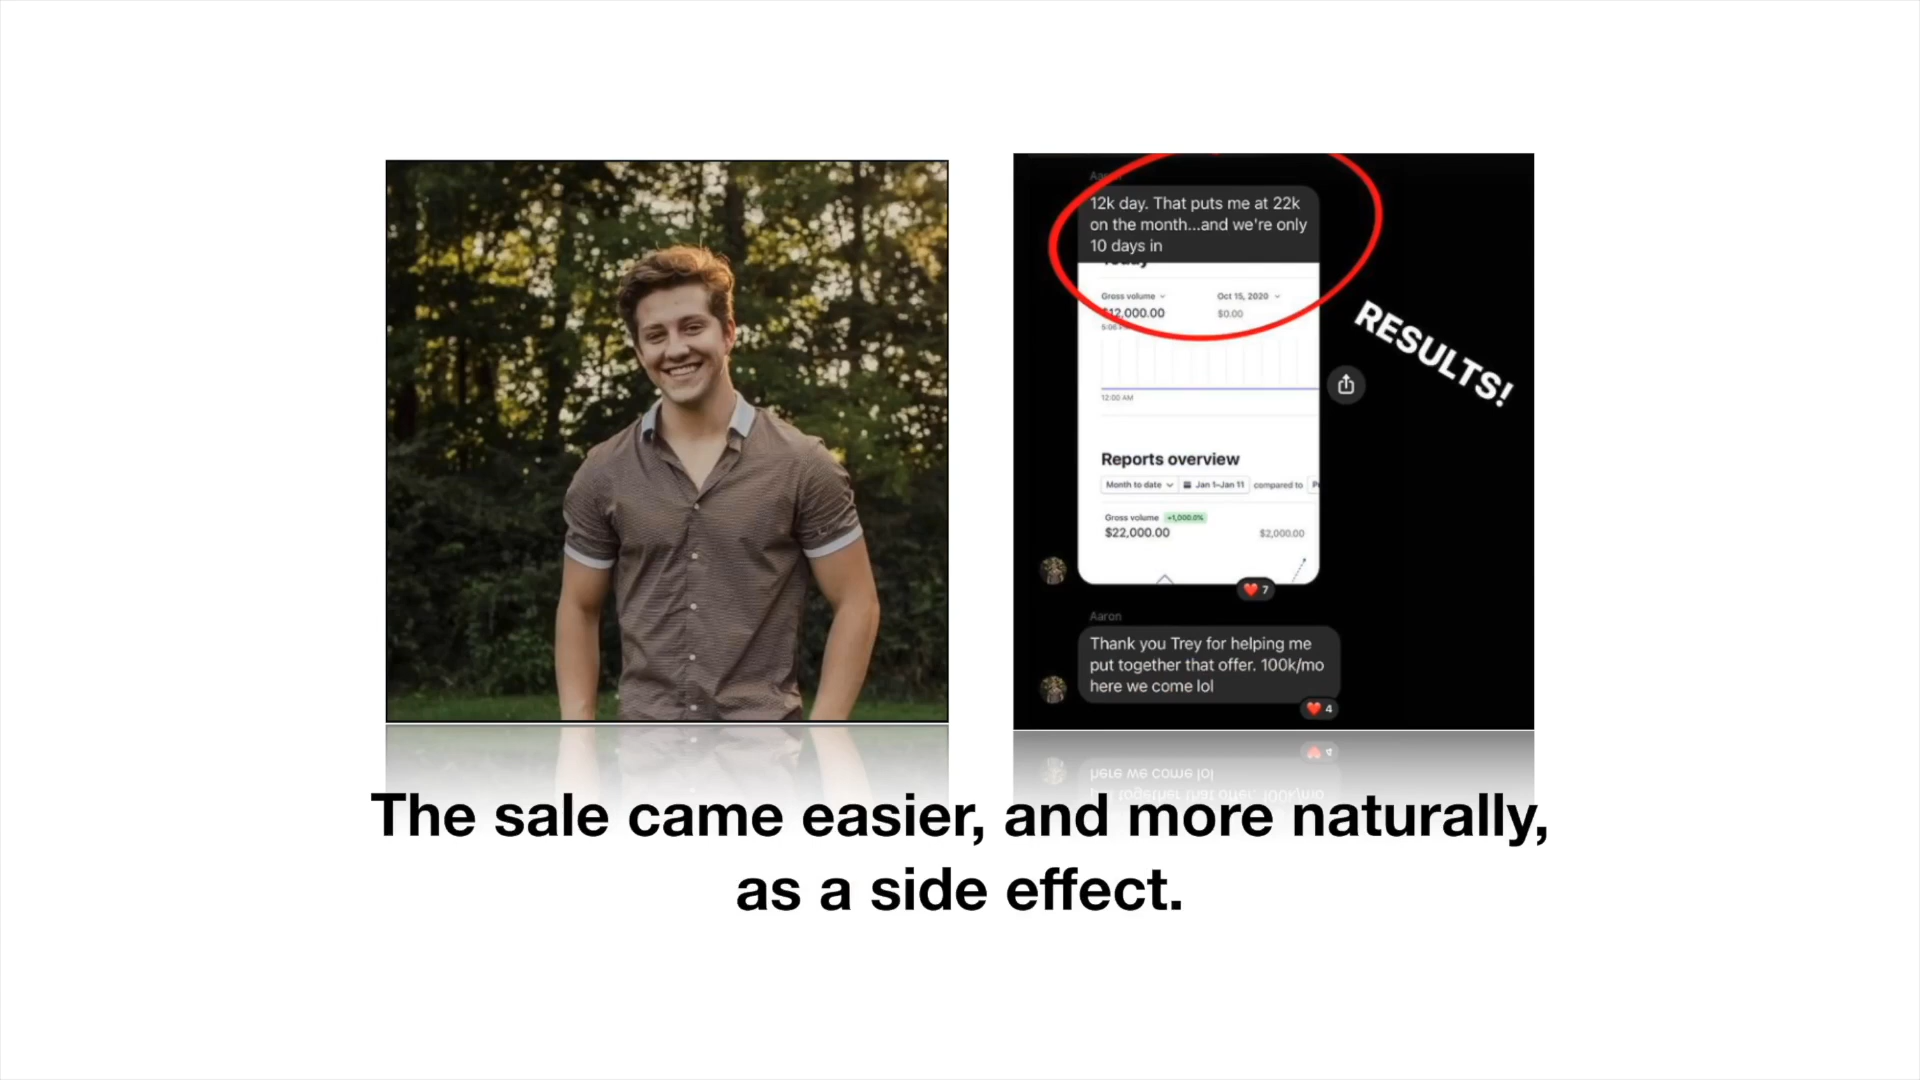 12k day. That puts me at 22k
on the month...and we're only
10 days in
Gross volume
Oct 15, 2020
$12,000.00
$0.00
12:00 AM
RESULTS!
Reports overview
Month to date
Jan 1–Jan 11
compared to
Gross volume
+1,000.0%
$22,000.00
$2,000.00
7
Aaron
Thank you Trey for helping me
put together that offer. 100k/mo
here we come lol
4
The sale came easier, and more naturally,
as a side effect.